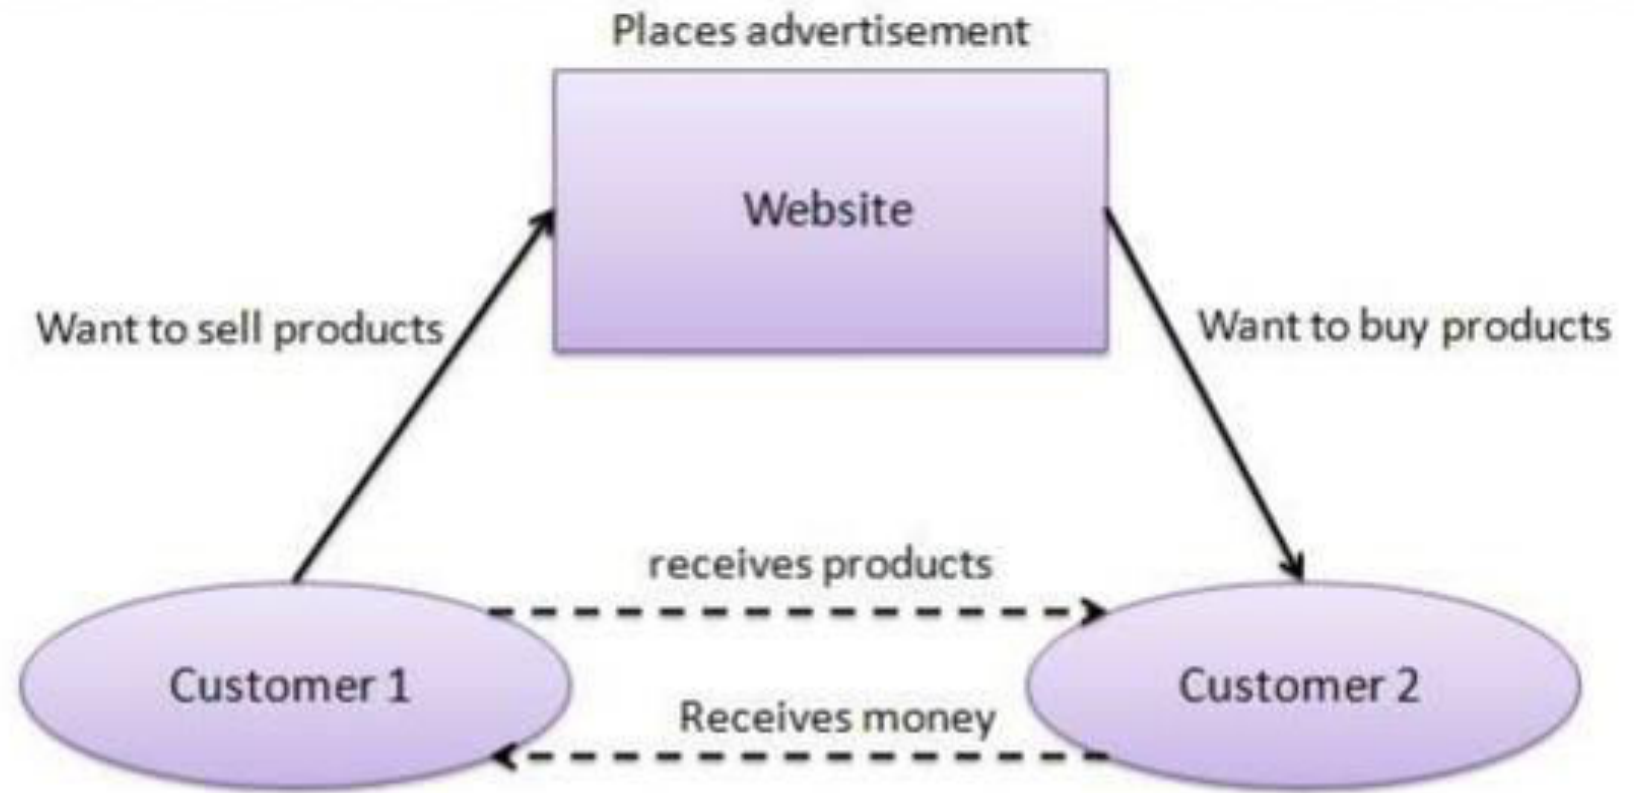 Places advertisement
Website
Want to sell products
Want to buy products
receives products
Customer 1
Customer 2
Receives money